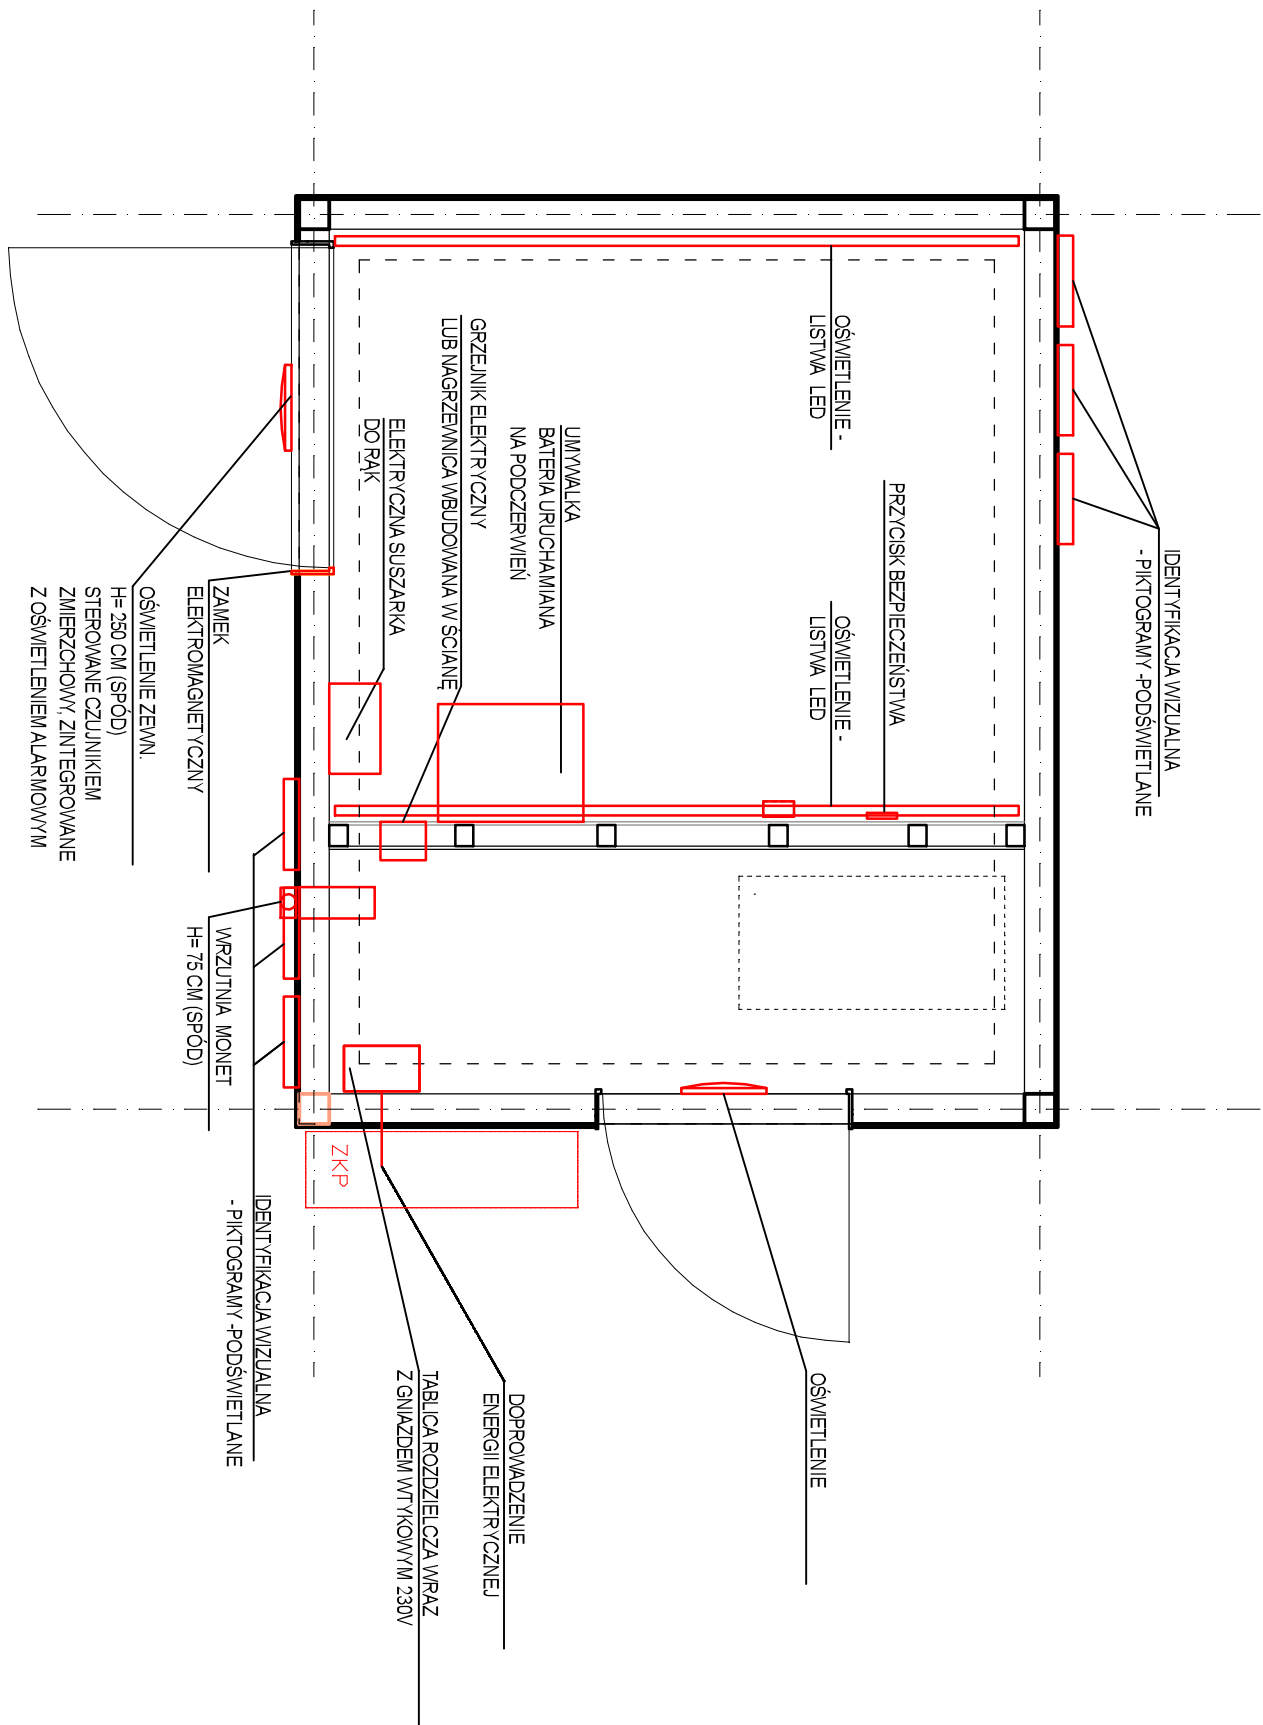 IDENTYFIKACJA WIZUALNA
- PIKTOGRAMY -PODŚWIETLANE
OŚWIETLENIE -
LISTWA LED
PRZYCISK BEZPIECZEŃSTWA
OŚWIETLENIE -
LISTWA LED
UMYWALKA
BATERIA URUCHAMIANA
NA PODCZERWIEŃ
GRZEJNIK ELEKTRYCZNY
LUB NAGRZEWNICA WBUDOWANA W ŚCIANĘ
ELEKTRYCZNA SUSZARKA
DO RĄK
ZAMEK
ELEKTROMAGNETYCZNY
OŚWIETLENIE ZEWN.
H= 250 CM (SPÓD)
STEROWANE CZUJNIKIEM
ZMIERZCHOWY, ZINTEGROWANE
Z OŚWIETLENIEM ALARMOWYM
WRZUTNIA MONET
H= 75 CM (SPÓD)
IDENTYFIKACJA WIZUALNA
- PIKTOGRAMY -PODŚWIETLANE
ZKP
OŚWIETLENIE
DOPROWADZENIE
ENERGII ELEKTRYCZNEJ
TABLICA ROZDZIELCZA WRAZ
Z GNIAZDEM WTYKOWYM 230V